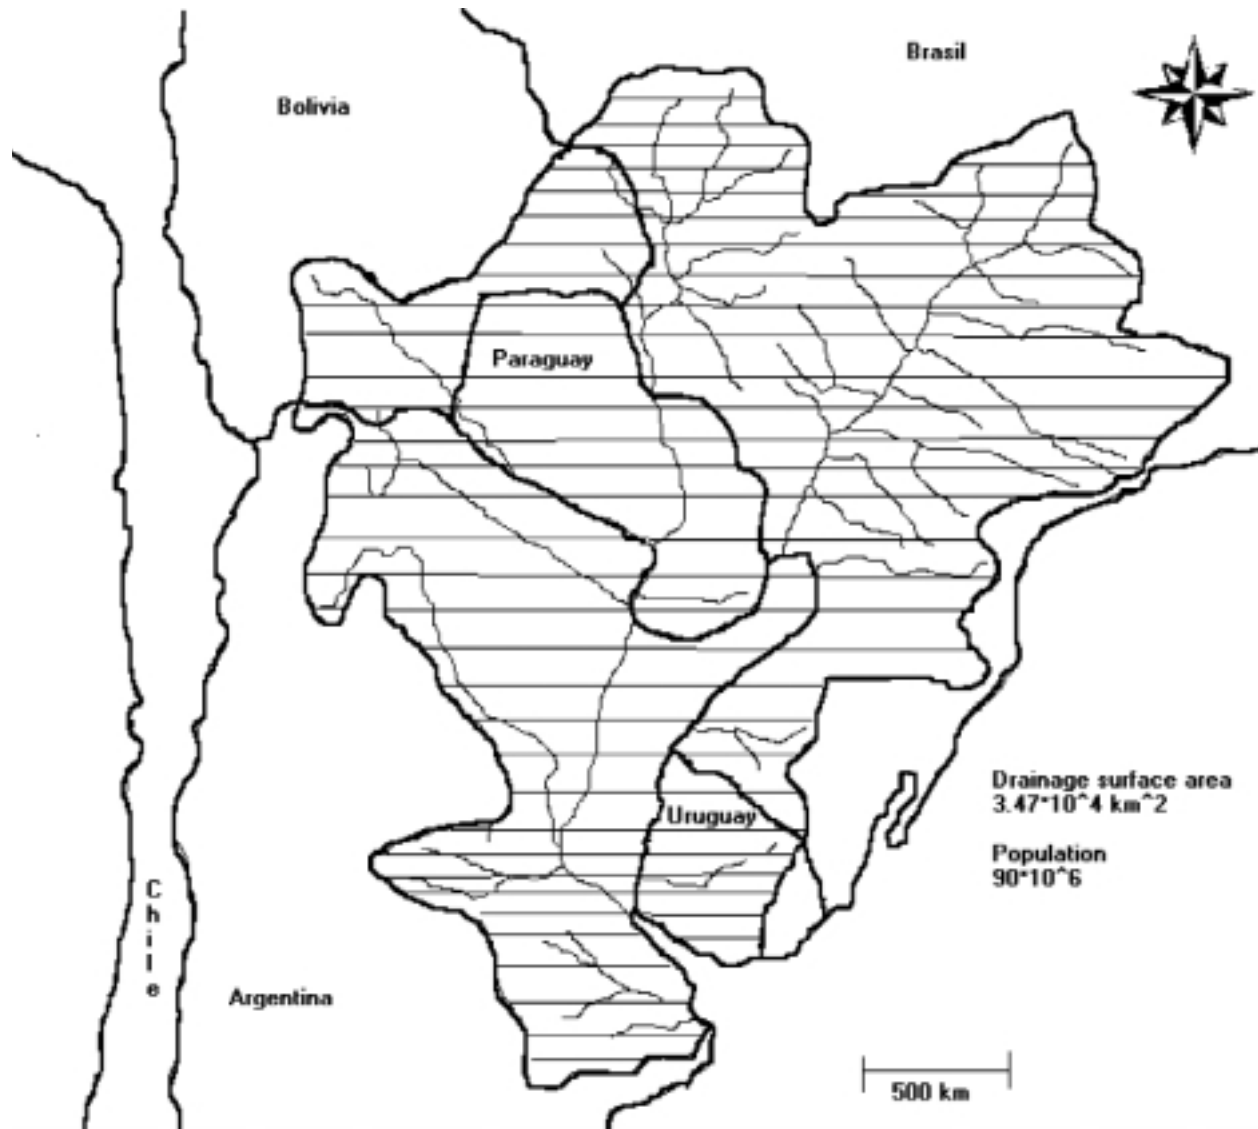 Brasil
Bolivia
Paraguay
Drainage surface area
3.47*10^4 km^2
Uruguay
Population
90*10^6
Chile
Argentina
500 km